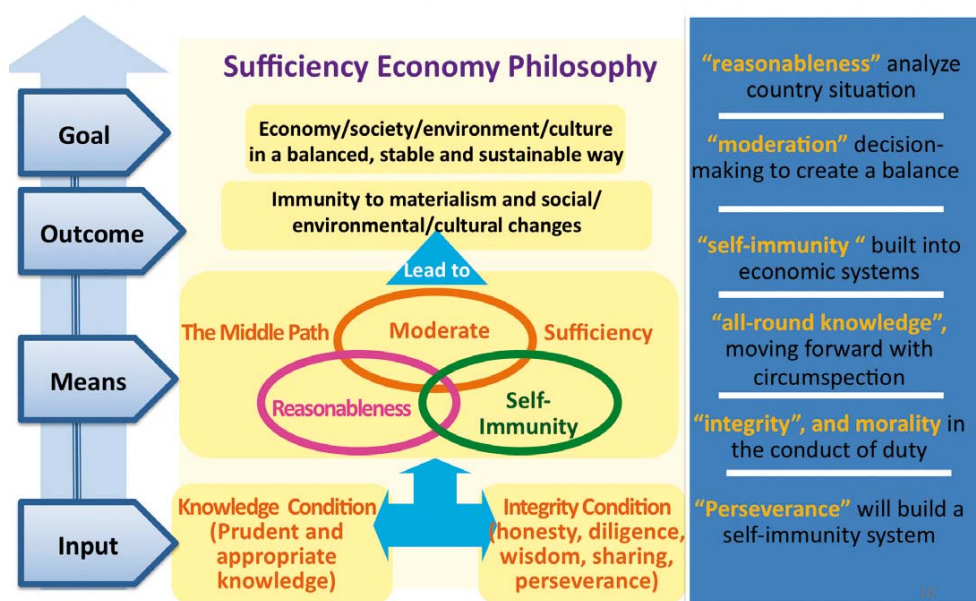 Sufficiency Economy Philosophy
Goal
Economy/society/environment/culture
in a balanced, stable and sustainable way
Outcome
Immunity to materialism and social/
environmental/cultural changes
Lead to
Means
The Middle Path
Moderate
Sufficiency
Reasonableness
Self-
Immunity
Input
Knowledge Condition
(Prudent and
appropriate
knowledge)
Integrity Condition
(honesty, diligence,
wisdom, sharing,
perseverance)
“reasonableness” analyze
country situation
“moderation” decision-
making to create a balance
“self-immunity “ built into
economic systems
“all-round knowledge”,
moving forward with
circumspection
“integrity”, and morality in
the conduct of duty
“Perseverance” will build a
self-immunity system